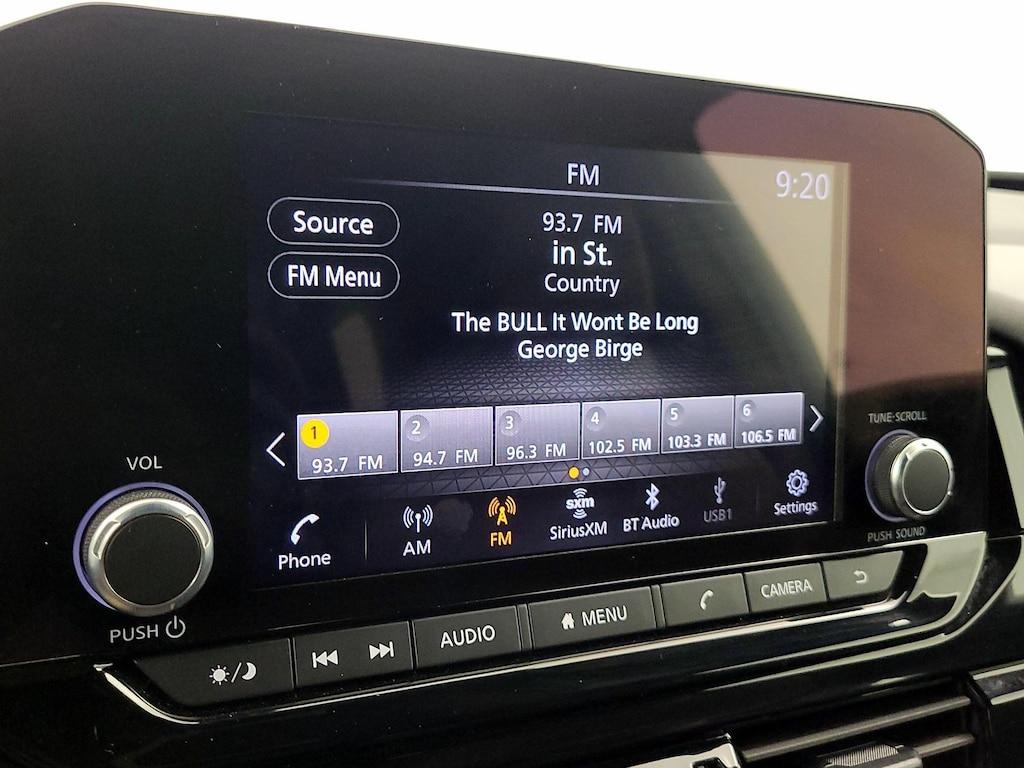 FM
9:20
Source
93.7 FM
in St.
FM Menu
Country
The BULL It Wont Be Long
George Birge
1
93.7 FM
2
94.7 FM
3
96.3 FM
4
102.5 FM
5
103.3 FM
6
106.5 FM
Phone
AM
FM
sxm
SiriusXM
BT Audio
USB1
Settings
VOL
PUSH
TUNE·SCROLL
PUSH SOUND
AUDIO
MENU
CAMERA